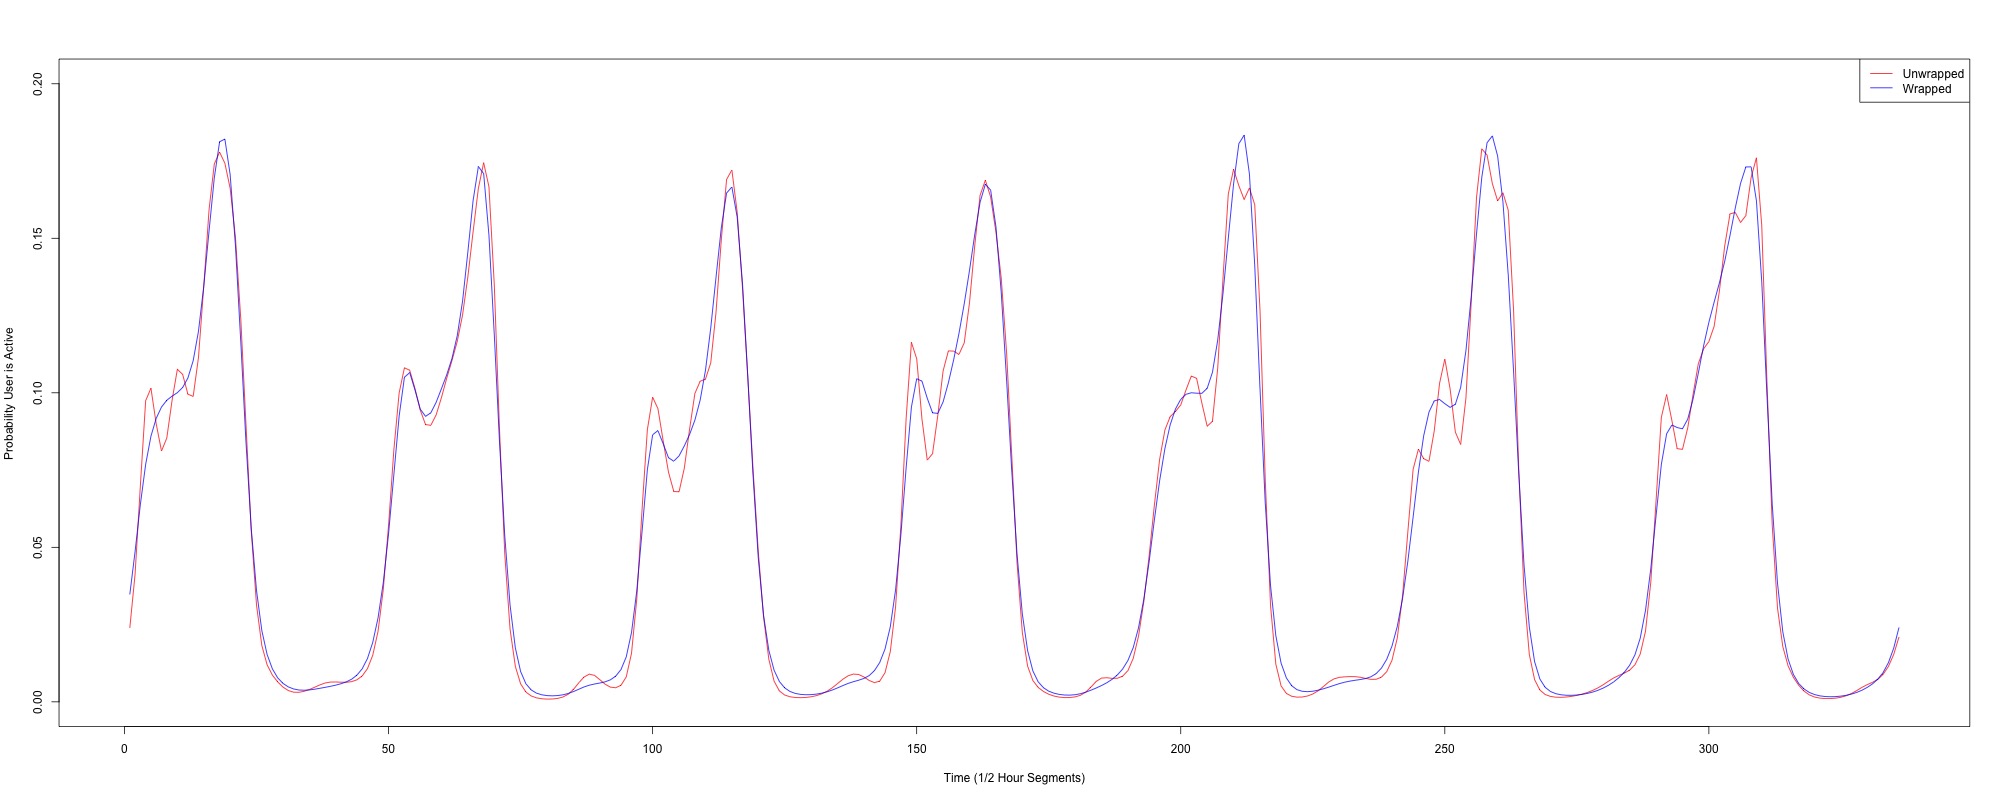 Unwrapped
Wrapped
0.20
0.15
0.10
0.05
0.00
Probability User is Active
0 50 100 150 200 250 300
Time (1/2 Hour Segments)